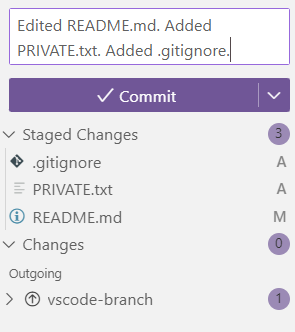 Edited README.md. Added
PRIVATE.txt. Added .gitignore.
Commit
Staged Changes 3
.gitignore A
PRIVATE.txt A
README.md M
Changes 0
Outgoing
vscode-branch 1